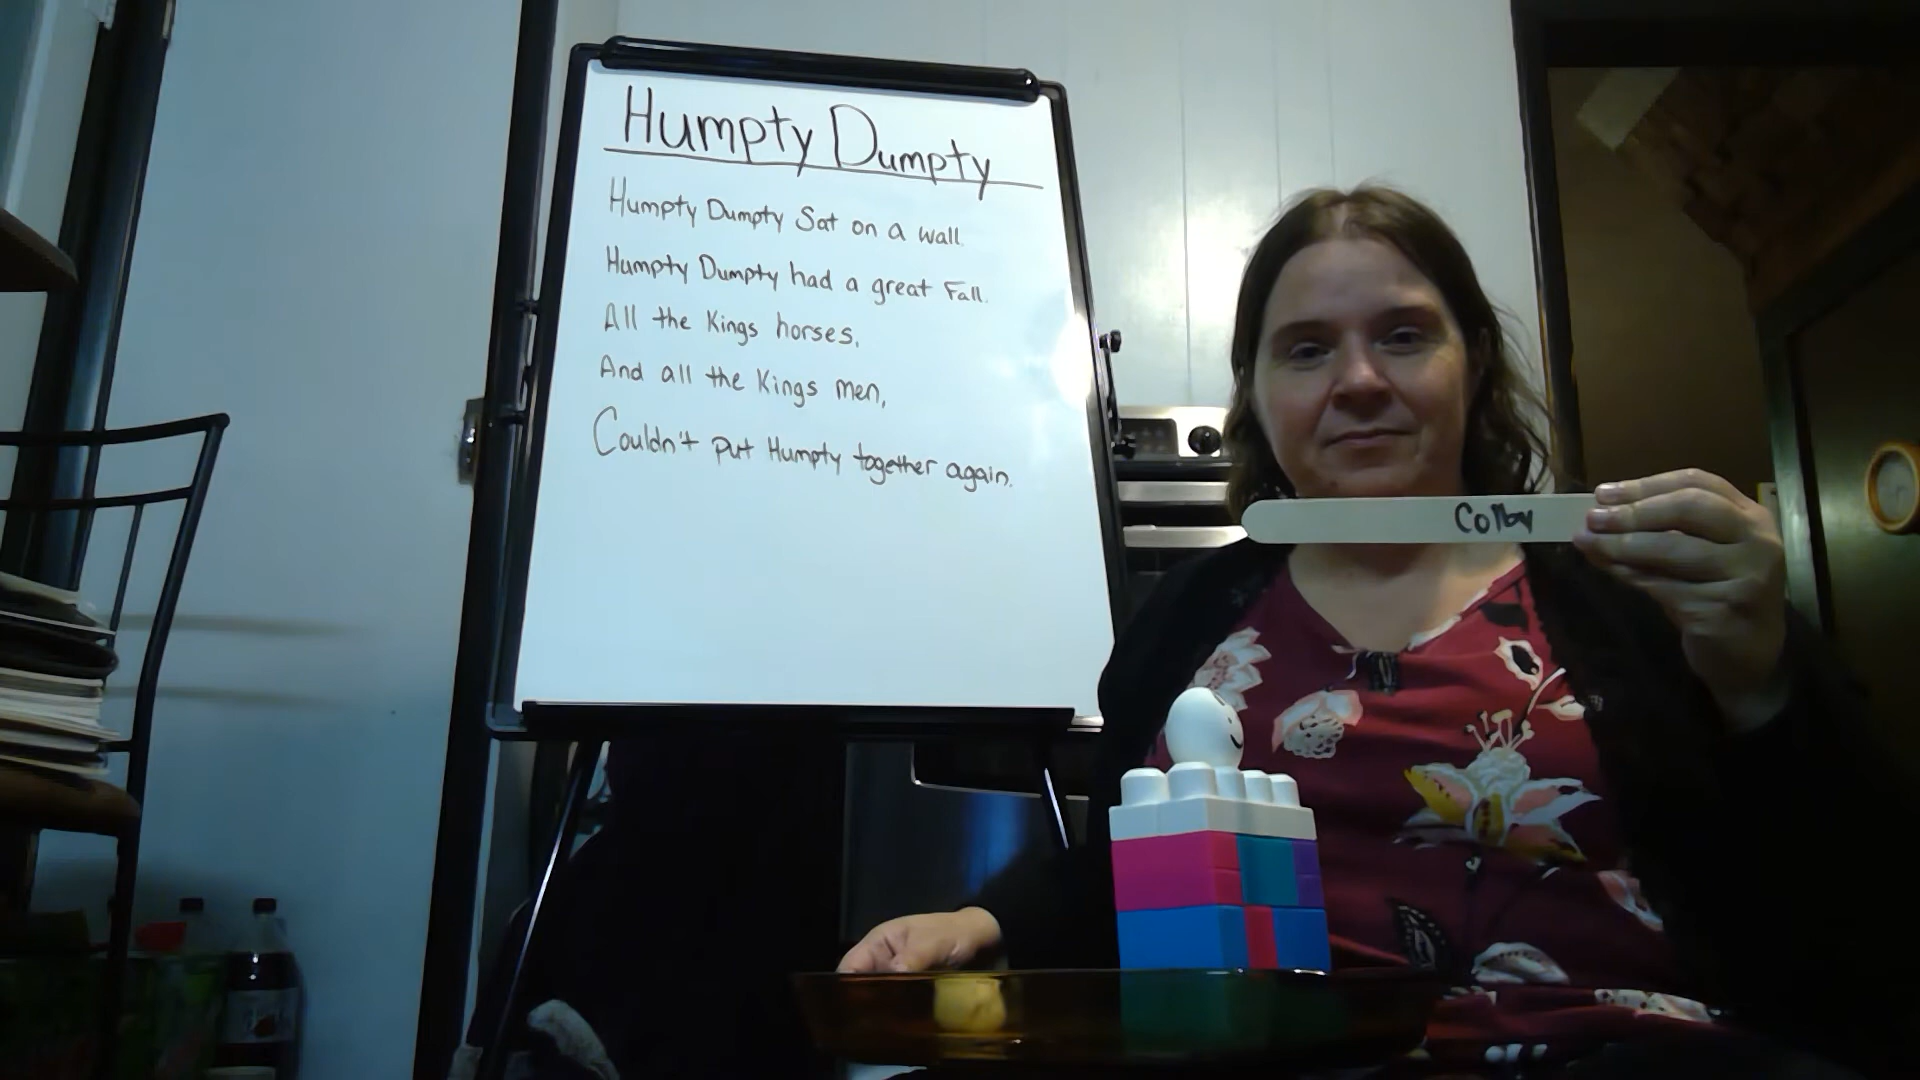 Humpty Dumpty
Humpty Dumpty Sat on a wall.
Humpty Dumpty had a great Fall.
All the Kings horses,
And all the Kings men,
Couldn't put Humpty together again.
Colby